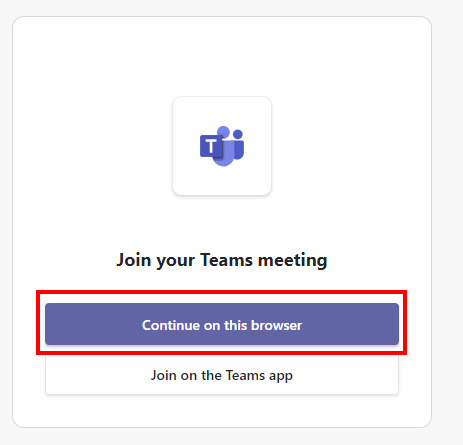 T
Join your Teams meeting
Continue on this browser
Join on the Teams app